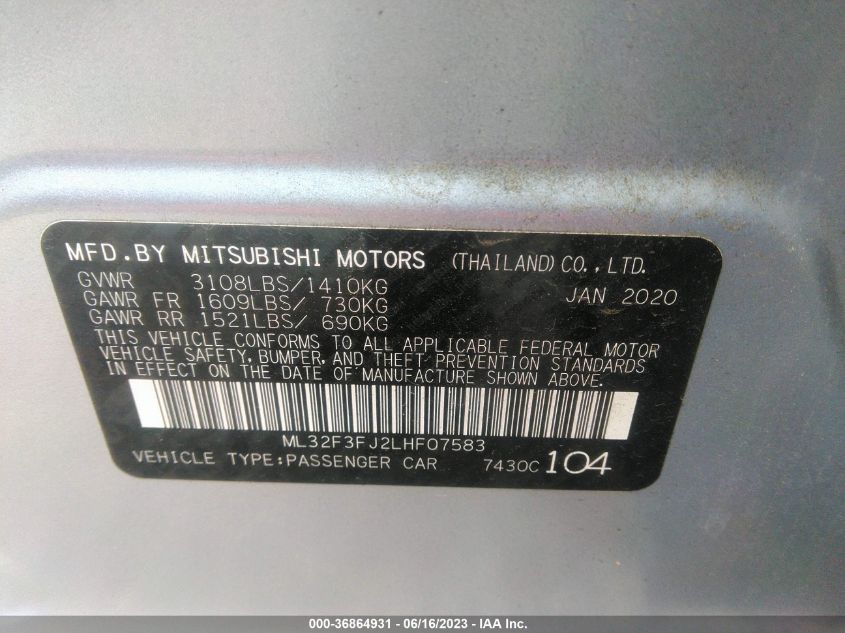 MFD.BY MITSUBISHI MOTORS (THAILAND) CO.,LTD.
GVWR 3108LBS/1410KG JAN 2020
GAWR FR 1609LBS/ 730KG
GAWR RR 1521LBS/ 690KG
THIS VEHICLE CONFORMS TO ALL APPLICABLE FEDERAL MOTOR
VEHICLE SAFETY, BUMPER, AND THEFT PREVENTION STANDARDS
IN EFFECT ON THE DATE OF MANUFACTURE SHOWN ABOVE.
ML32F3FJ2LHF07583
VEHICLE TYPE:PASSENGER CAR 7430C 104
000-36864931 - 06/16/2023 - IAA Inc.